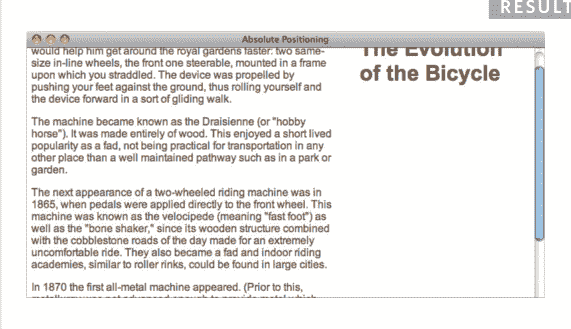 RESULT
Absolute Positioning
would help him get around the royal gardens faster: two same-
size in-line wheels, the front one steerable, mounted in a frame
upon which you straddled. The device was propelled by
pushing your feet against the ground, thus rolling yourself and
the device forward in a sort of gliding walk.
The machine became known as the Draisienne (or "hobby
horse"). It was made entirely of wood. This enjoyed a short lived
popularity as a fad, not being practical for transportation in any
other place than a well maintained pathway such as in a park or
garden.
The next appearance of a two-wheeled riding machine was in
1865, when pedals were applied directly to the front wheel. This
machine was known as the velocipede (meaning "fast foot") as
well as the "bone shaker," since its wooden structure combined
with the cobblestone roads of the day made for an extremely
uncomfortable ride. They also became a fad and indoor riding
academies, similar to roller rinks, could be found in large cities.
In 1870 the first all-metal machine appeared. (Prior to this,
The Evolution
of the Bicycle